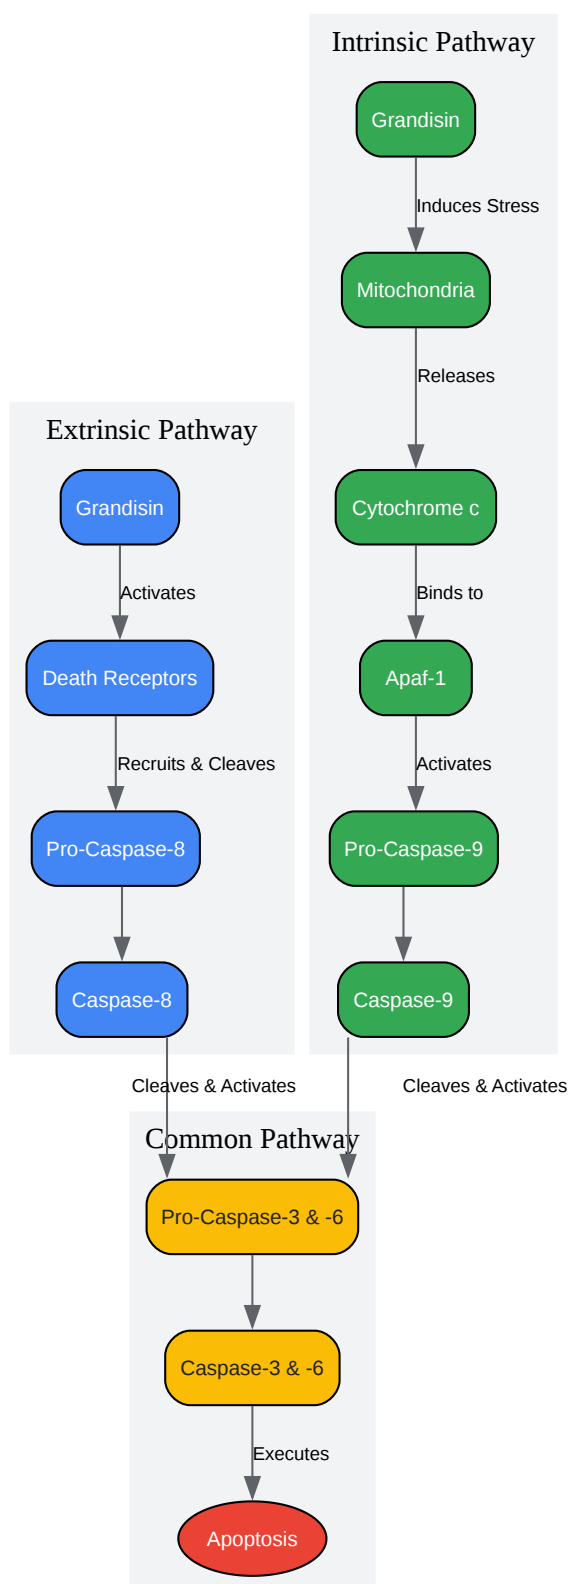 Intrinsic Pathway
Grandisin
Induces Stress
Mitochondria
Releases
Cytochrome c
Binds to
Apaf-1
Activates
Pro-Caspase-9
Caspase-9
Cleaves & Activates
Extrinsic Pathway
Grandisin
Activates
Death Receptors
Recruits & Cleaves
Pro-Caspase-8
Caspase-8
Cleaves & Activates
Common Pathway
Pro-Caspase-3 & -6
Caspase-3 & -6
Executes
Apoptosis